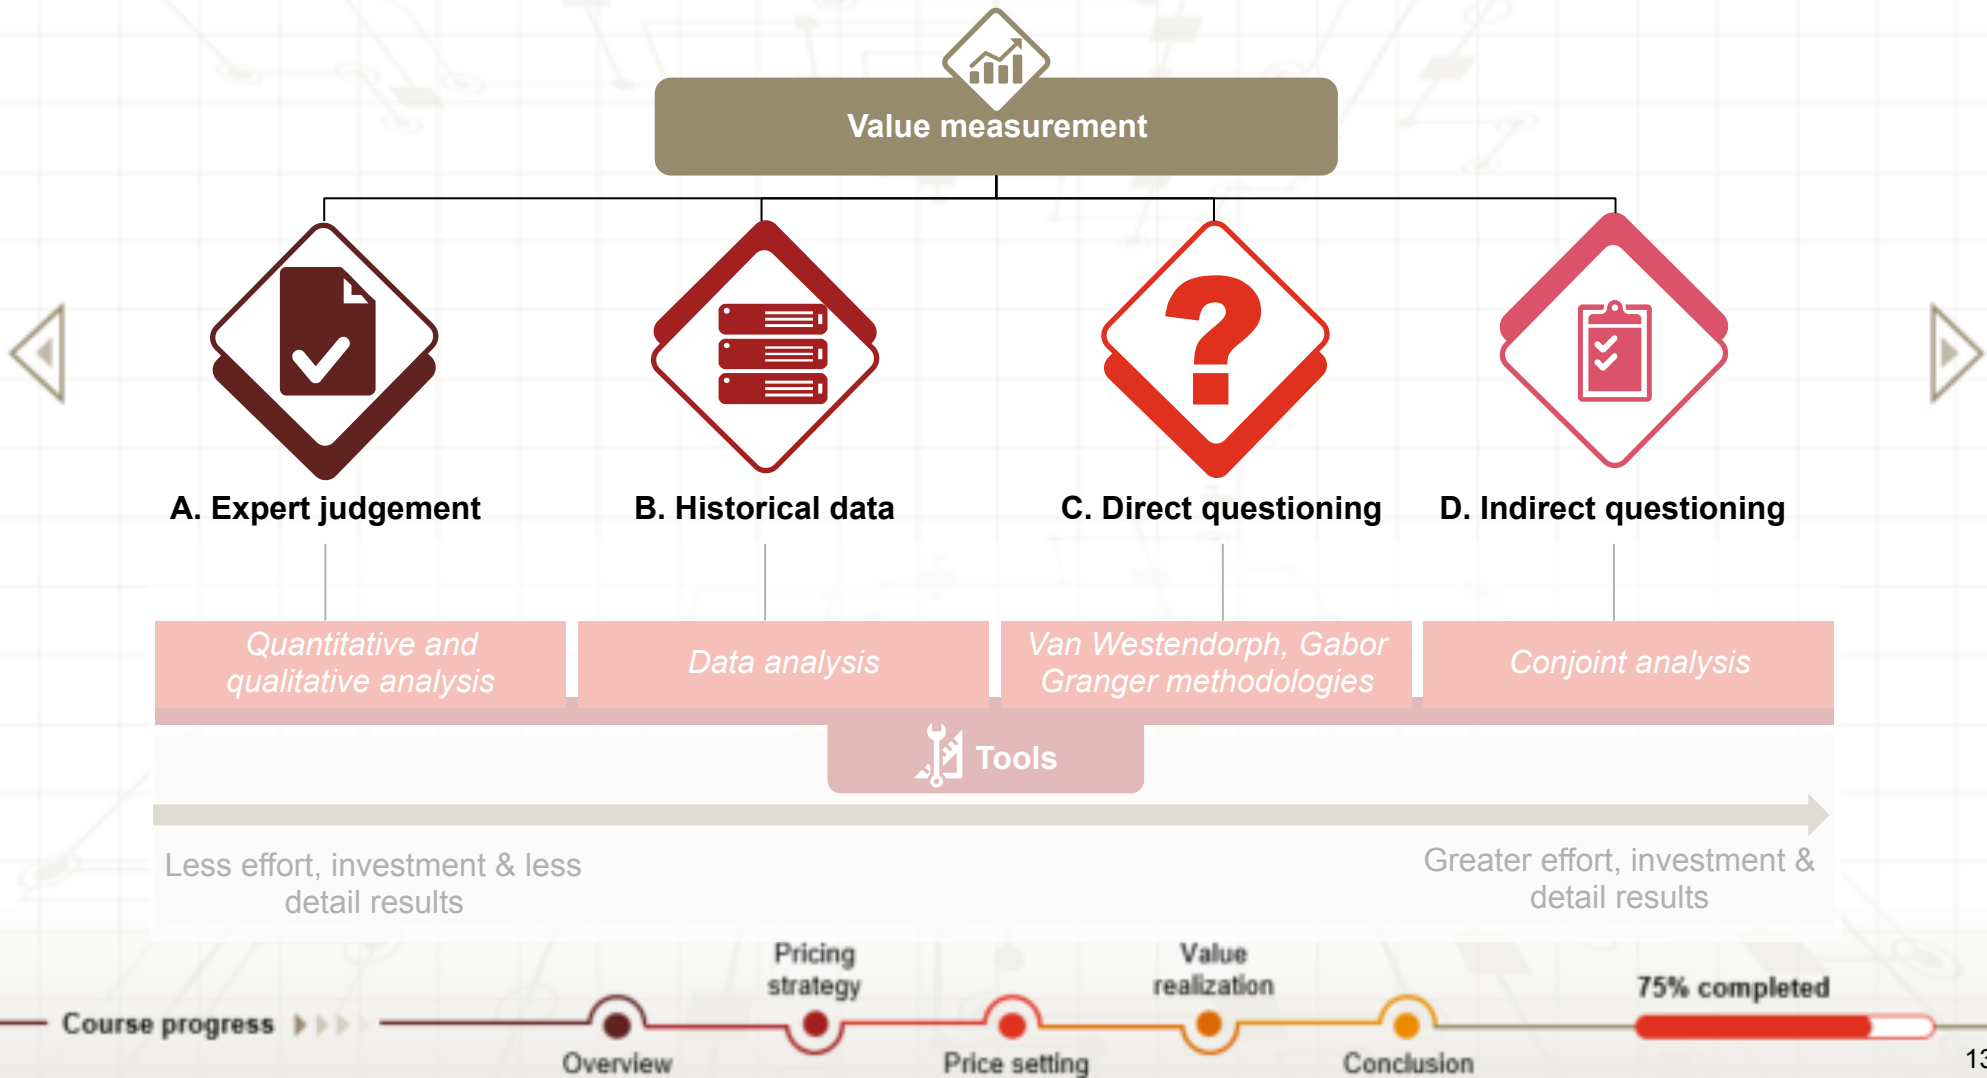 Value measurement
A. Expert judgement
B. Historical data
C. Direct questioning
D. Indirect questioning
Quantitative and
qualitative analysis
Data analysis
Van Westendorph, Gabor
Granger methodologies
Conjoint analysis
Tools
Less effort, investment & less
detail results
Greater effort, investment &
detail results
Course progress
Overview
Pricing
strategy
Price setting
Value
realization
Conclusion
75% completed
13